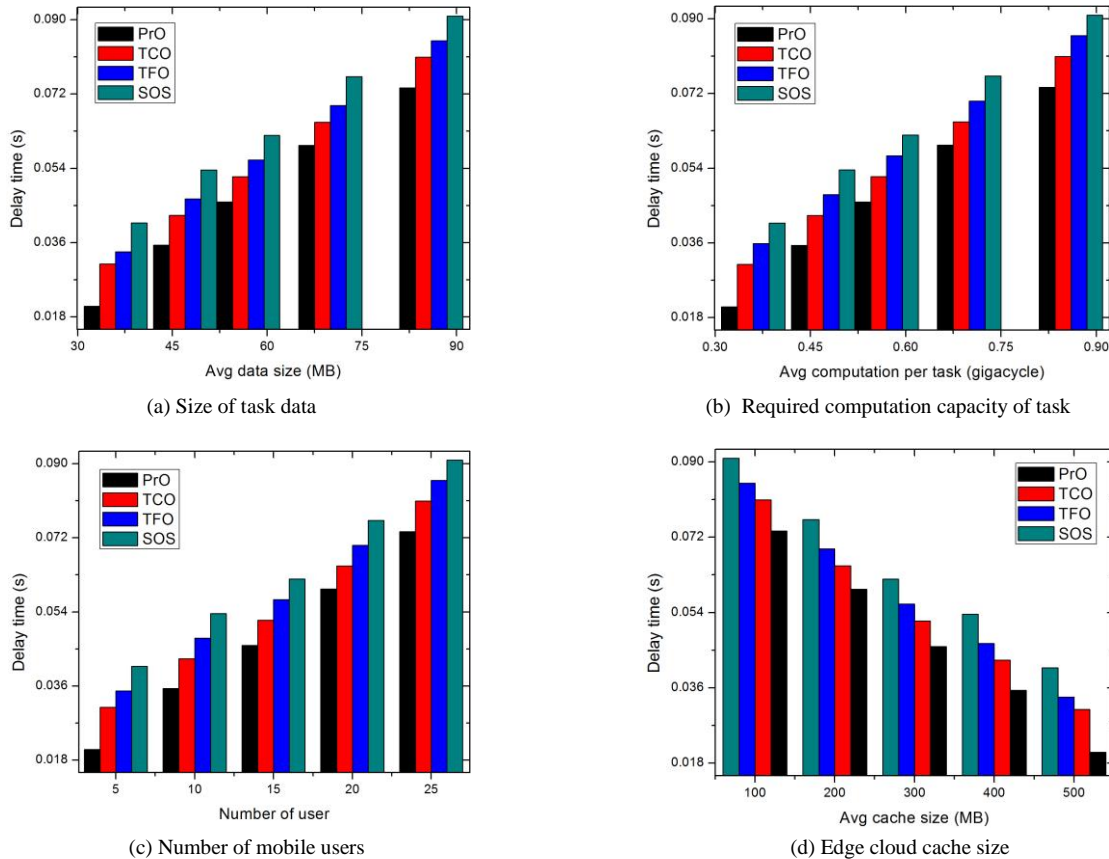 0.090
0.072
0.054
0.036
0.018
Delay time (s)
PrO
TCO
TFO
SOS
30 45 60 75 90
Avg data size (MB)
(a) Size of task data
0.090
0.072
0.054
0.036
0.018
Delay time (s)
PrO
TCO
TFO
SOS
0.30 0.45 0.60 0.75 0.90
Avg computation per task (gigacycle)
(b) Required computation capacity of task
0.090
0.072
0.054
0.036
0.018
Delay time (s)
PrO
TCO
TFO
SOS
5 10 15 20 25
Number of user
(c) Number of mobile users
0.090
0.072
0.054
0.036
0.018
Delay time (s)
PrO
TCO
TFO
SOS
100 200 300 400 500
Avg cache size (MB)
(d) Edge cloud cache size